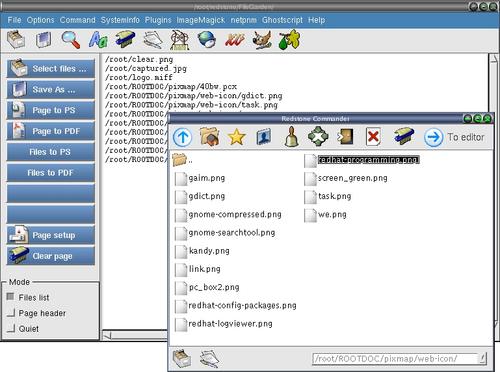 /root/redstone/FileGarden/
File Options Command SystemInfo Plugins ImageMagick netpnm Ghostscript Help
Select files ...
Save As ...
Page to PS
Page to PDF
Files to PS
Files to PDF
Page setup
Clear page
Mode
Files list
Page header
Quiet
/root/clear.png
/root/captured.jpg
/root/logo.miff
/root/ROOTDOC/pixmap/40bw.pcx
/root/ROOTDOC/pixmap/web-icon/gdict.png
/root/ROOTDOC/pixmap/web-icon/task.png
/root/ROOTDOC/
/root/ROOTDOC/
/root/ROOTDOC/
/root/ROOTDOC/
/root/ROOTDOC/
Redstone Commander
To editor
..
gaim.png
gdict.png
gnome-compressed.png
gnome-searchtool.png
kandy.png
link.png
pc_box2.png
redhat-config-packages.png
redhat-logviewer.png
redhat-programming.png
screen_green.png
task.png
we.png
/root/ROOTDOC/pixmap/web-icon/